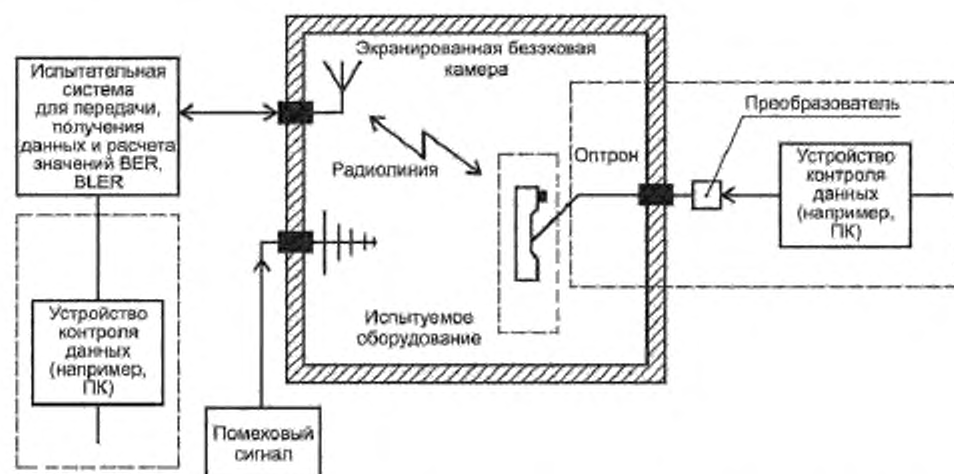 Экранированная безэховая
камера
Испытательная
система
для передачи,
получения
данных и расчета
значений BER,
BLER
Преобразователь
Радиолиния
Оптрон
Устройство
контроля
данных
(например,
ПК)
Устройство
контроля
данных
(например,
ПК)
Испытуемое
оборудование
Помеховый
сигнал